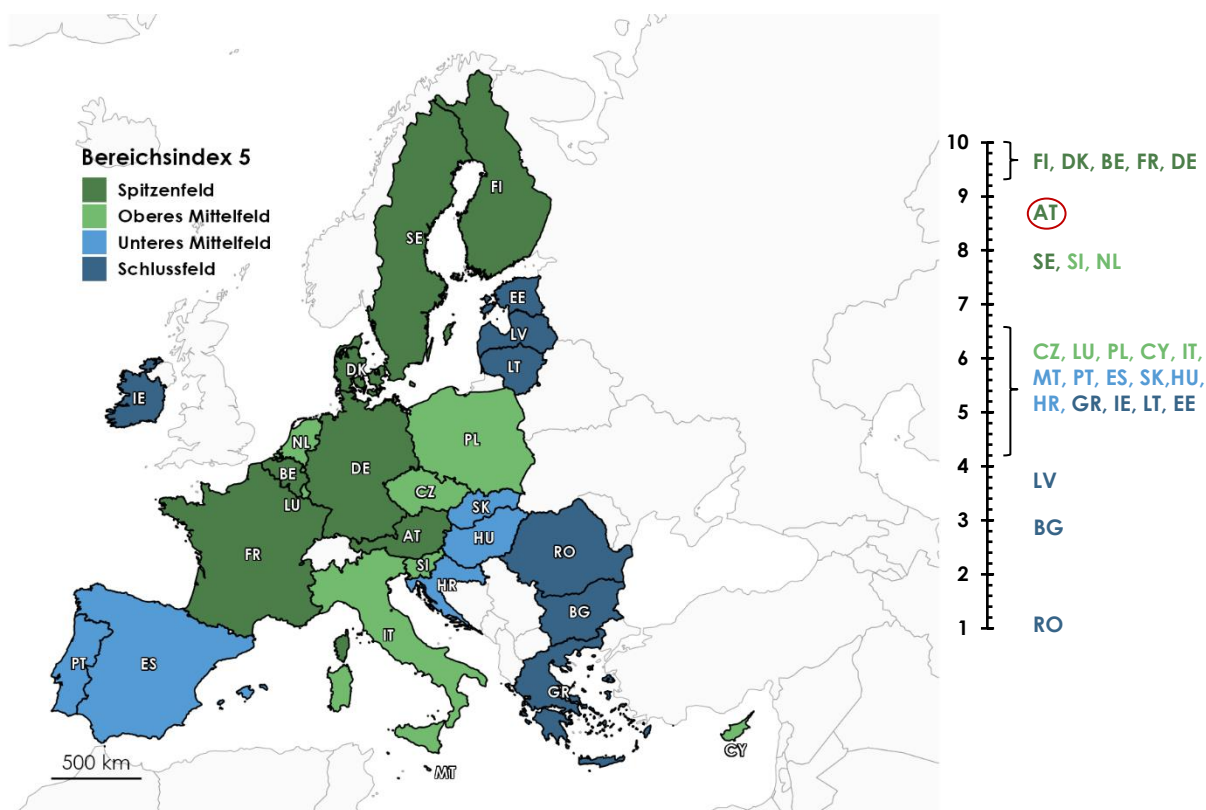 Bereichsindex 5
Spitzenfeld
Oberes Mittelfeld
Unteres Mittelfeld
Schlussfeld
FI
SE
EE
LV
LT
DK
IE
NL
PL
BE
DE
LU
CZ
SK
AT
HU
FR
SI
RO
HR
BG
IT
PT
ES
GR
CY
MT
500 km
10
FI, DK, BE, FR, DE
9
AT
8
SE, SI, NL
7
6
CZ, LU, PL, CY, IT,
MT, PT, ES, SK,HU,
HR, GR, IE, LT, EE
5
4
LV
3
BG
2
1
RO